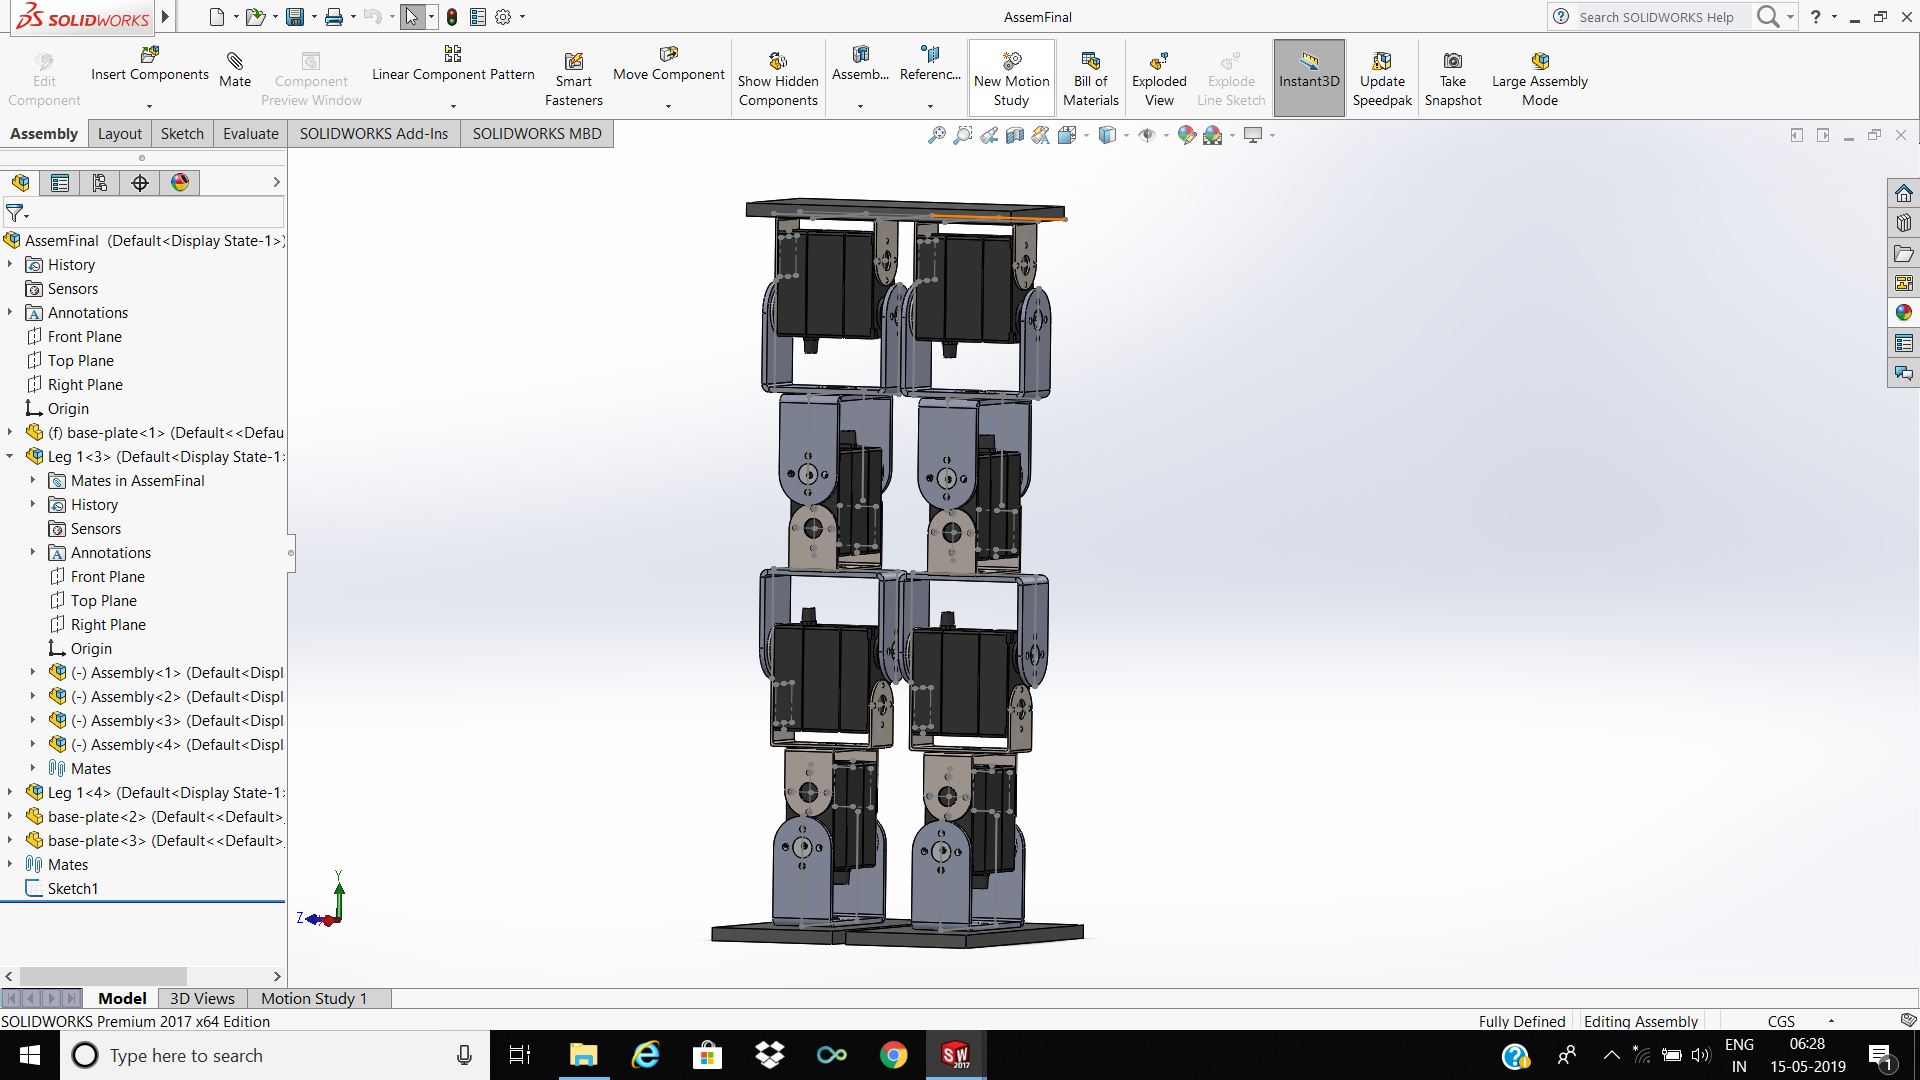 SOLIDWORKS
AssemFinal
Search SOLIDWORKS Help
Edit Component
Insert Components
Mate
Component Preview Window
Linear Component Pattern
Smart Fasteners
Move Component
Show Hidden Components
Assemb...
Referenc...
New Motion Study
Bill of Materials
Exploded View
Explode Line Sketch
Instant3D
Update Speedpak
Take Snapshot
Large Assembly Mode
Assembly
Layout
Sketch
Evaluate
SOLIDWORKS Add-Ins
SOLIDWORKS MBD
AssemFinal (Default<Display State-1>)
History
Sensors
Annotations
Front Plane
Top Plane
Right Plane
Origin
(f) base-plate<1> (Default<<Defau
Leg 1<3> (Default<Display State-1>
Mates in AssemFinal
History
Sensors
Annotations
Front Plane
Top Plane
Right Plane
Origin
(-) Assembly<1> (Default<Displ
(-) Assembly<2> (Default<Displ
(-) Assembly<3> (Default<Displ
(-) Assembly<4> (Default<Displ
Mates
Leg 1<4> (Default<Display State-1>
base-plate<2> (Default<<Default>
base-plate<3> (Default<<Default>
Mates
Sketch1
Y
Z
Model
3D Views
Motion Study 1
SOLIDWORKS Premium 2017 x64 Edition
Fully Defined
Editing Assembly
CGS
Type here to search
SW
2017
ENG
IN
06:28
15-05-2019
1